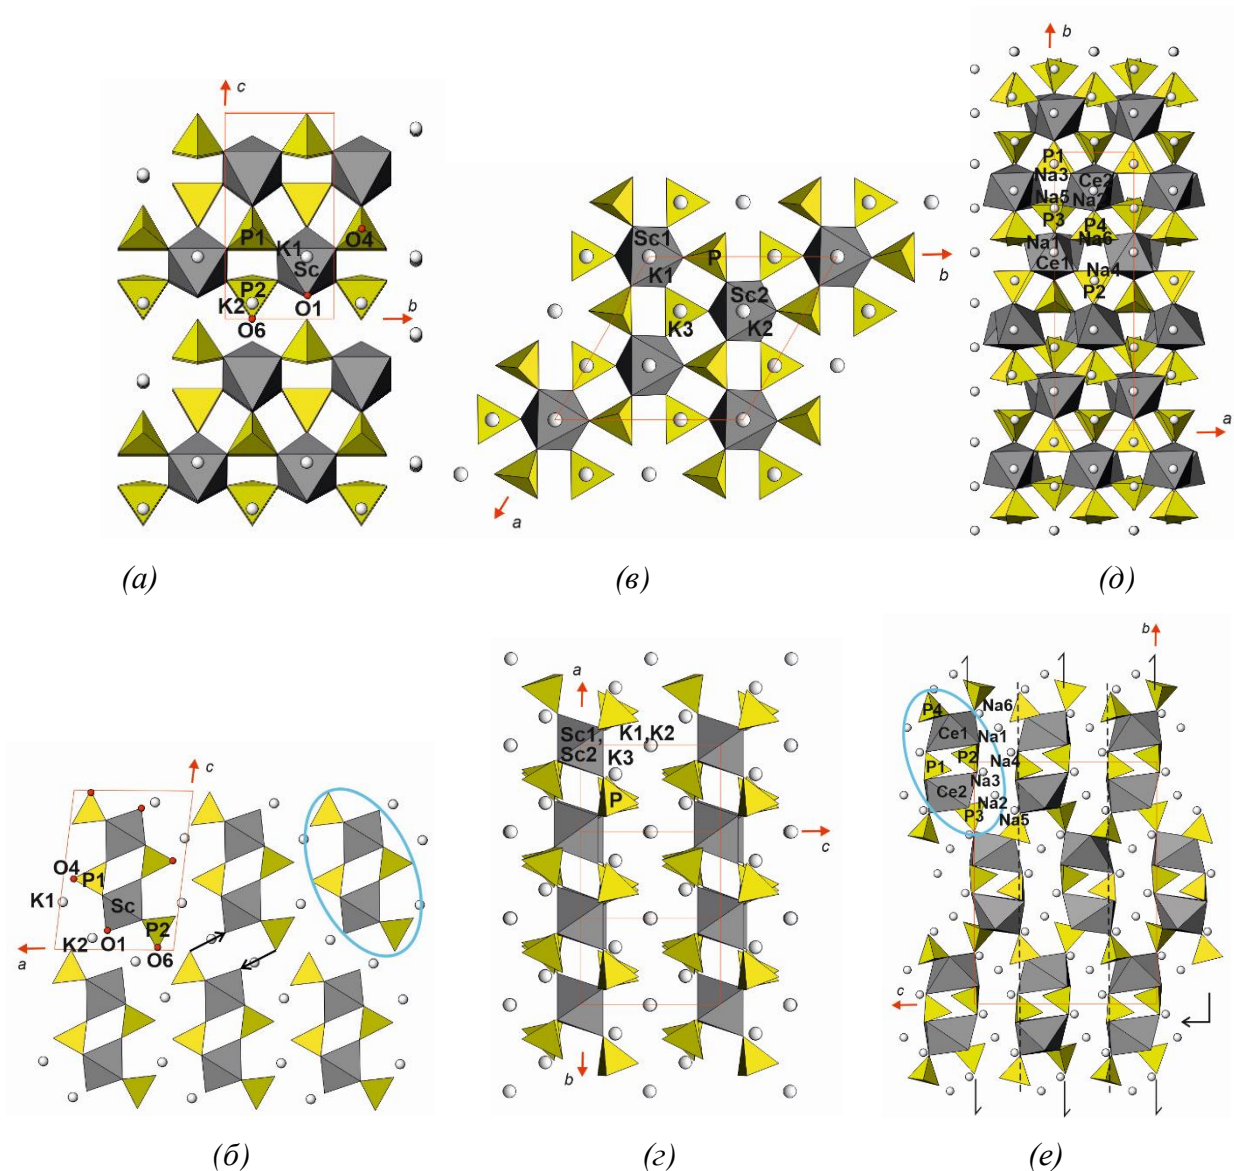 c
P1
K1
O4
Sc
P2
K2
O1
b
O6
(а)
Sc1
P
K1
b
Sc2
K3
K2
a
(в)
b
P1
Na3
Ce2
Na5
Na2
P3
P4
Na1
Na6
Ce1
Na4
P2
a
(д)
c
O4
P1
K1
Sc
P2
K2
O1
a
O6
(б)
a
Sc1,
K1,K2
Sc2
K3
P
c
b
(г)
b
Na6
P4
Ce1
Na1
P2
P1
Na4
Na3
Ce2
Na2
P3
Na5
c
(е)